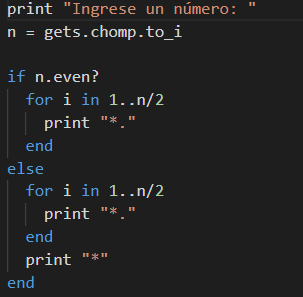 print "Ingrese un número: "
n = gets.chomp.to_i

if n.even?
  for i in 1..n/2
    print "*."
  end
else
  for i in 1..n/2
    print "*."
  end
  print "*"
end